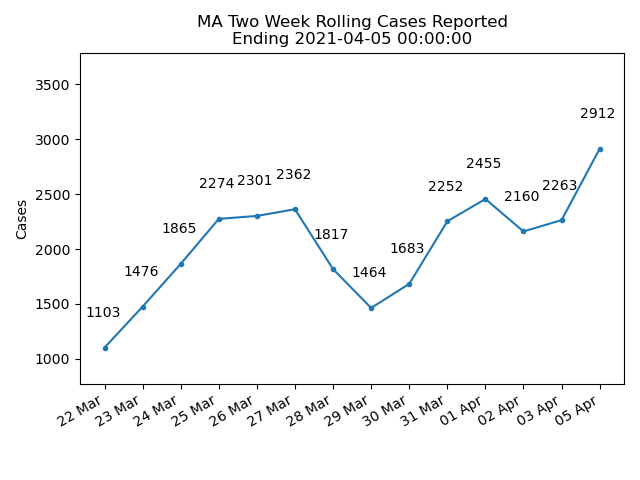 MA Two Week Rolling Cases Reported
Ending 2021-04-05 00:00:00
3500
3000
2500
2000
1500
1000
Cases
1103
1476
1865
2274
2301
2362
1817
1464
1683
2252
2455
2160
2263
2912
22 Mar
23 Mar
24 Mar
25 Mar
26 Mar
27 Mar
28 Mar
29 Mar
30 Mar
31 Mar
01 Apr
02 Apr
03 Apr
05 Apr